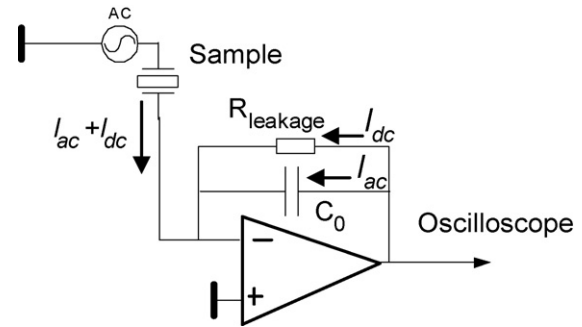 AC
Sample
I_ac + I_dc
R_leakage
I_dc
I_ac
C_0
Oscilloscope
−
+